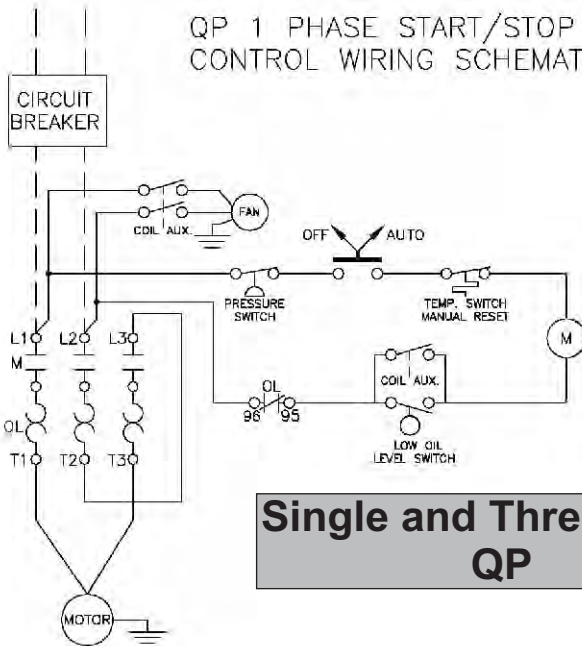 QP 1 PHASE START/STOP
CONTROL WIRING SCHEMAT
CIRCUIT
BREAKER
FAN
COIL AUX.
OFF
AUTO
PRESSURE
SWITCH
TEMP. SWITCH
MANUAL RESET
L1
L2
L3
M
M
COIL AUX.
OL
96
95
OL
LOW OIL
LEVEL SWITCH
T1
T2
T3
Single and Thre
QP
MOTOR